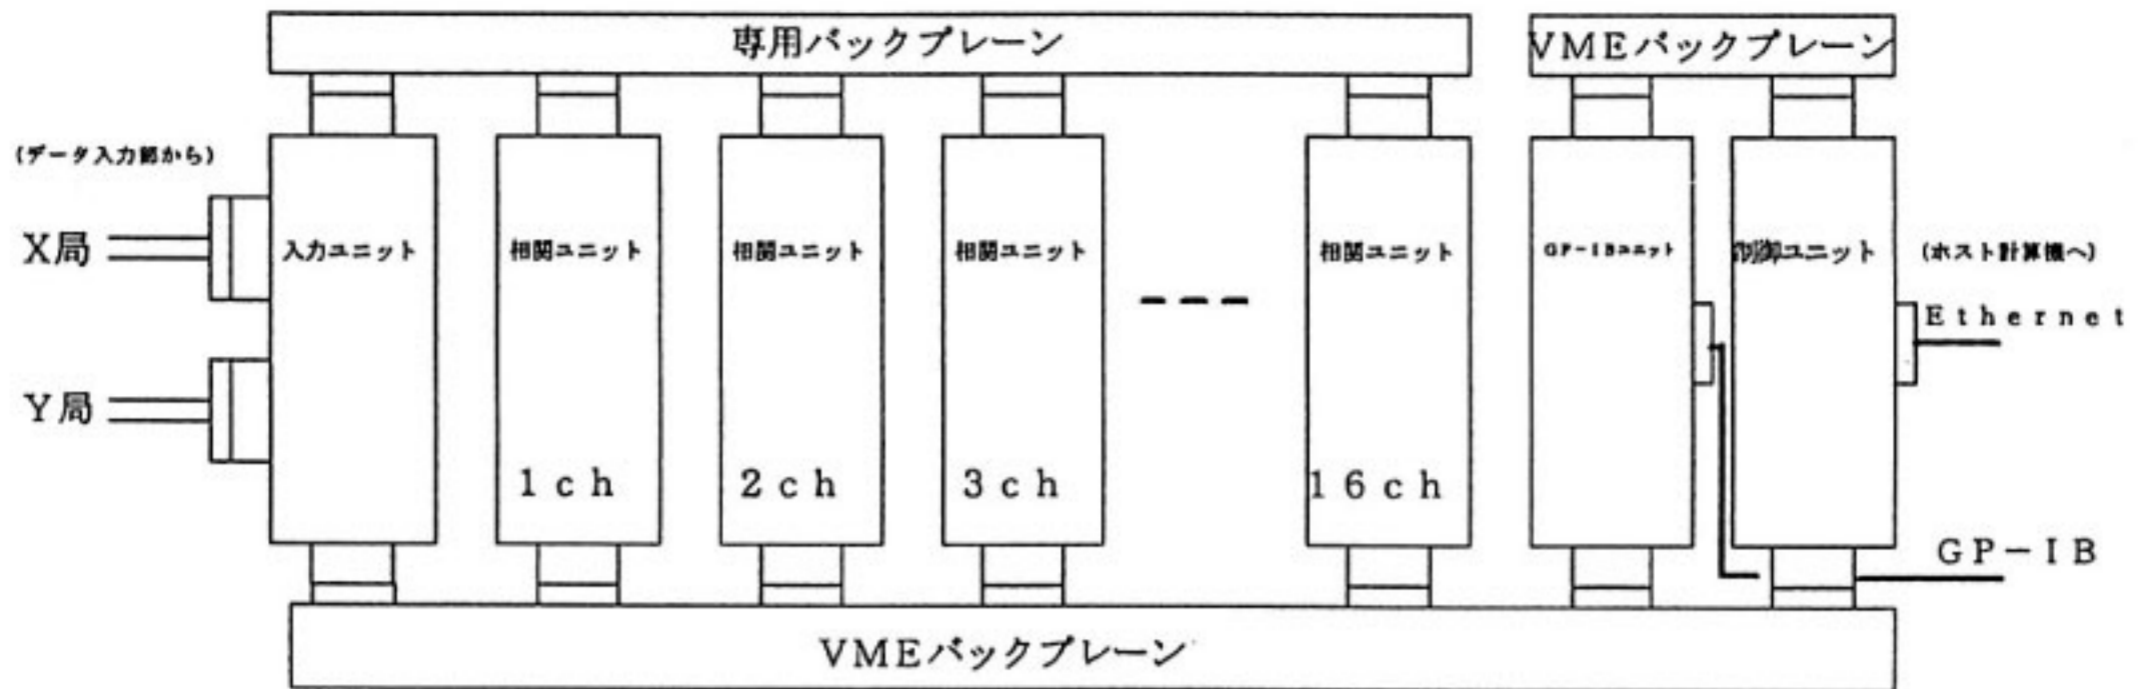 専用バックプレーン
VMEバックプレーン
(データ入力部から)
X局
入力ユニット
相関ユニット
相関ユニット
相関ユニット
相関ユニット
GP-IBユニット
制御ユニット
(ホスト計算機へ)
Ethernet
Y局
1ch
2ch
3ch
16ch
GP-IB
VMEバックプレーン